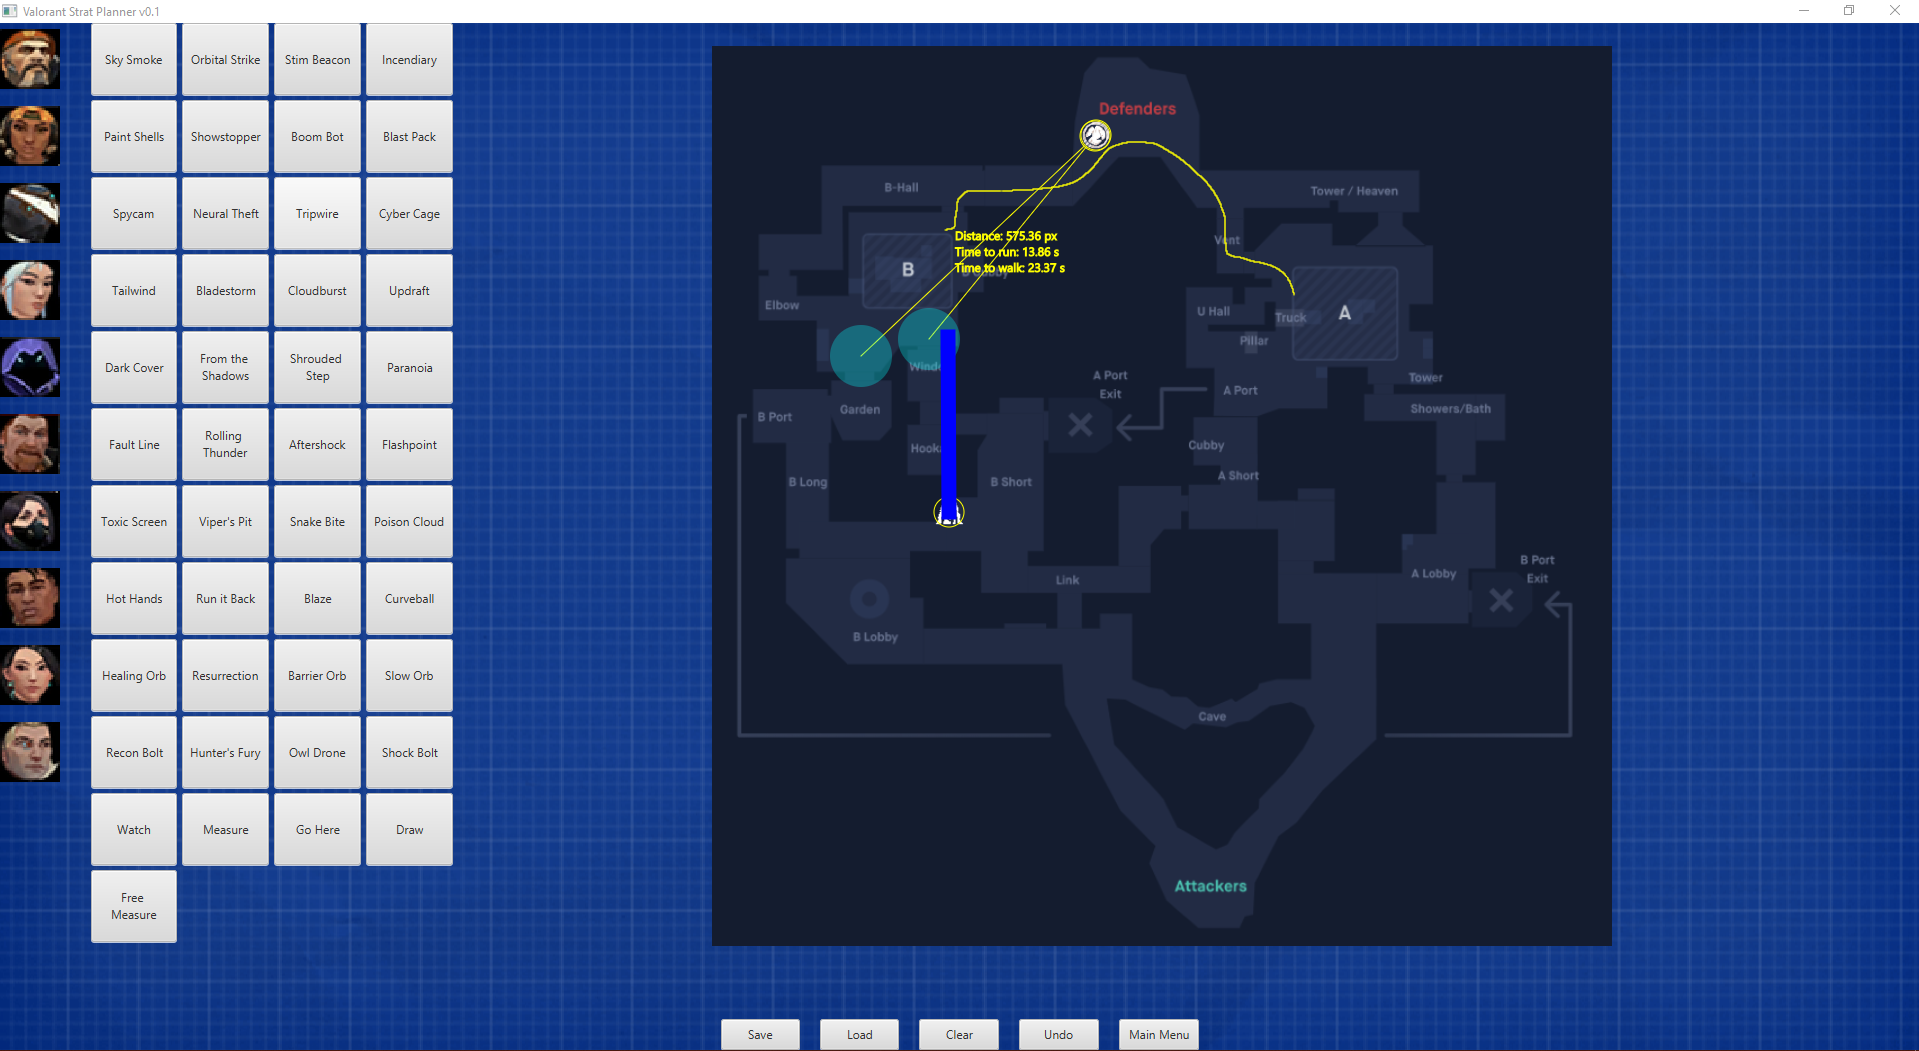 Valorant Strat Planner v0.1
Sky Smoke
Orbital Strike
Stim Beacon
Incendiary
Paint Shells
Showstopper
Boom Bot
Blast Pack
Spycam
Neural Theft
Tripwire
Cyber Cage
Tailwind
Bladestorm
Cloudburst
Updraft
Dark Cover
From the
Shadows
Shrouded
Step
Paranoia
Fault Line
Rolling
Thunder
Aftershock
Flashpoint
Toxic Screen
Viper's Pit
Snake Bite
Poison Cloud
Hot Hands
Run it Back
Blaze
Curveball
Healing Orb
Resurrection
Barrier Orb
Slow Orb
Recon Bolt
Hunter's Fury
Owl Drone
Shock Bolt
Watch
Measure
Go Here
Draw
Free
Measure
Defenders
B-Hall
Tower / Heaven
Vent
Distance: 575.36 px
Time to run: 13.86 s
Time to walk: 23.37 s
B
Elbow
U Hall
Truck
A
Pillar
A Port
Exit
Tower
A Port
Garden
B Port
Showers/Bath
Cubby
Hook
A Short
B Long
B Short
Link
A Lobby
B Port
Exit
B Lobby
Cave
Attackers
Save
Load
Clear
Undo
Main Menu